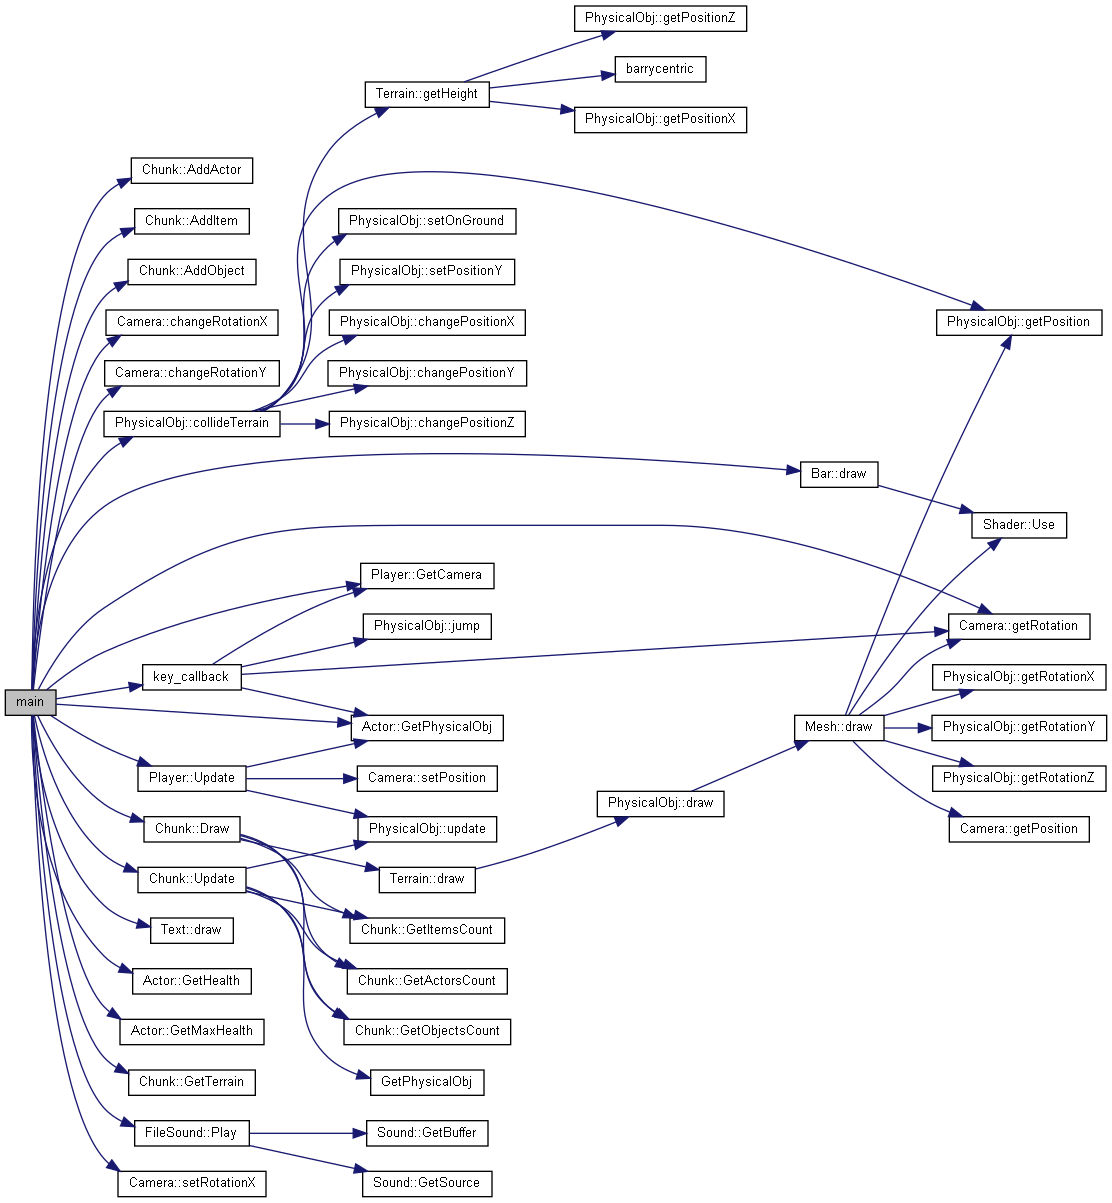 PhysicalObj::getPositionZ
barrycentric
Terrain::getHeight
PhysicalObj::getPositionX
Chunk::AddActor
Chunk::AddItem
PhysicalObj::setOnGround
Chunk::AddObject
PhysicalObj::setPositionY
Camera::changeRotationX
PhysicalObj::changePositionX
PhysicalObj::getPosition
Camera::changeRotationY
PhysicalObj::changePositionY
PhysicalObj::collideTerrain
PhysicalObj::changePositionZ
Bar::draw
Shader::Use
Player::GetCamera
PhysicalObj::jump
Camera::getRotation
key_callback
PhysicalObj::getRotationX
main
Actor::GetPhysicalObj
Mesh::draw
PhysicalObj::getRotationY
Player::Update
Camera::setPosition
PhysicalObj::getRotationZ
PhysicalObj::draw
Chunk::Draw
PhysicalObj::update
Camera::getPosition
Chunk::Update
Terrain::draw
Text::draw
Chunk::GetItemsCount
Actor::GetHealth
Chunk::GetActorsCount
Actor::GetMaxHealth
Chunk::GetObjectsCount
Chunk::GetTerrain
GetPhysicalObj
FileSound::Play
Sound::GetBuffer
Camera::setRotationX
Sound::GetSource